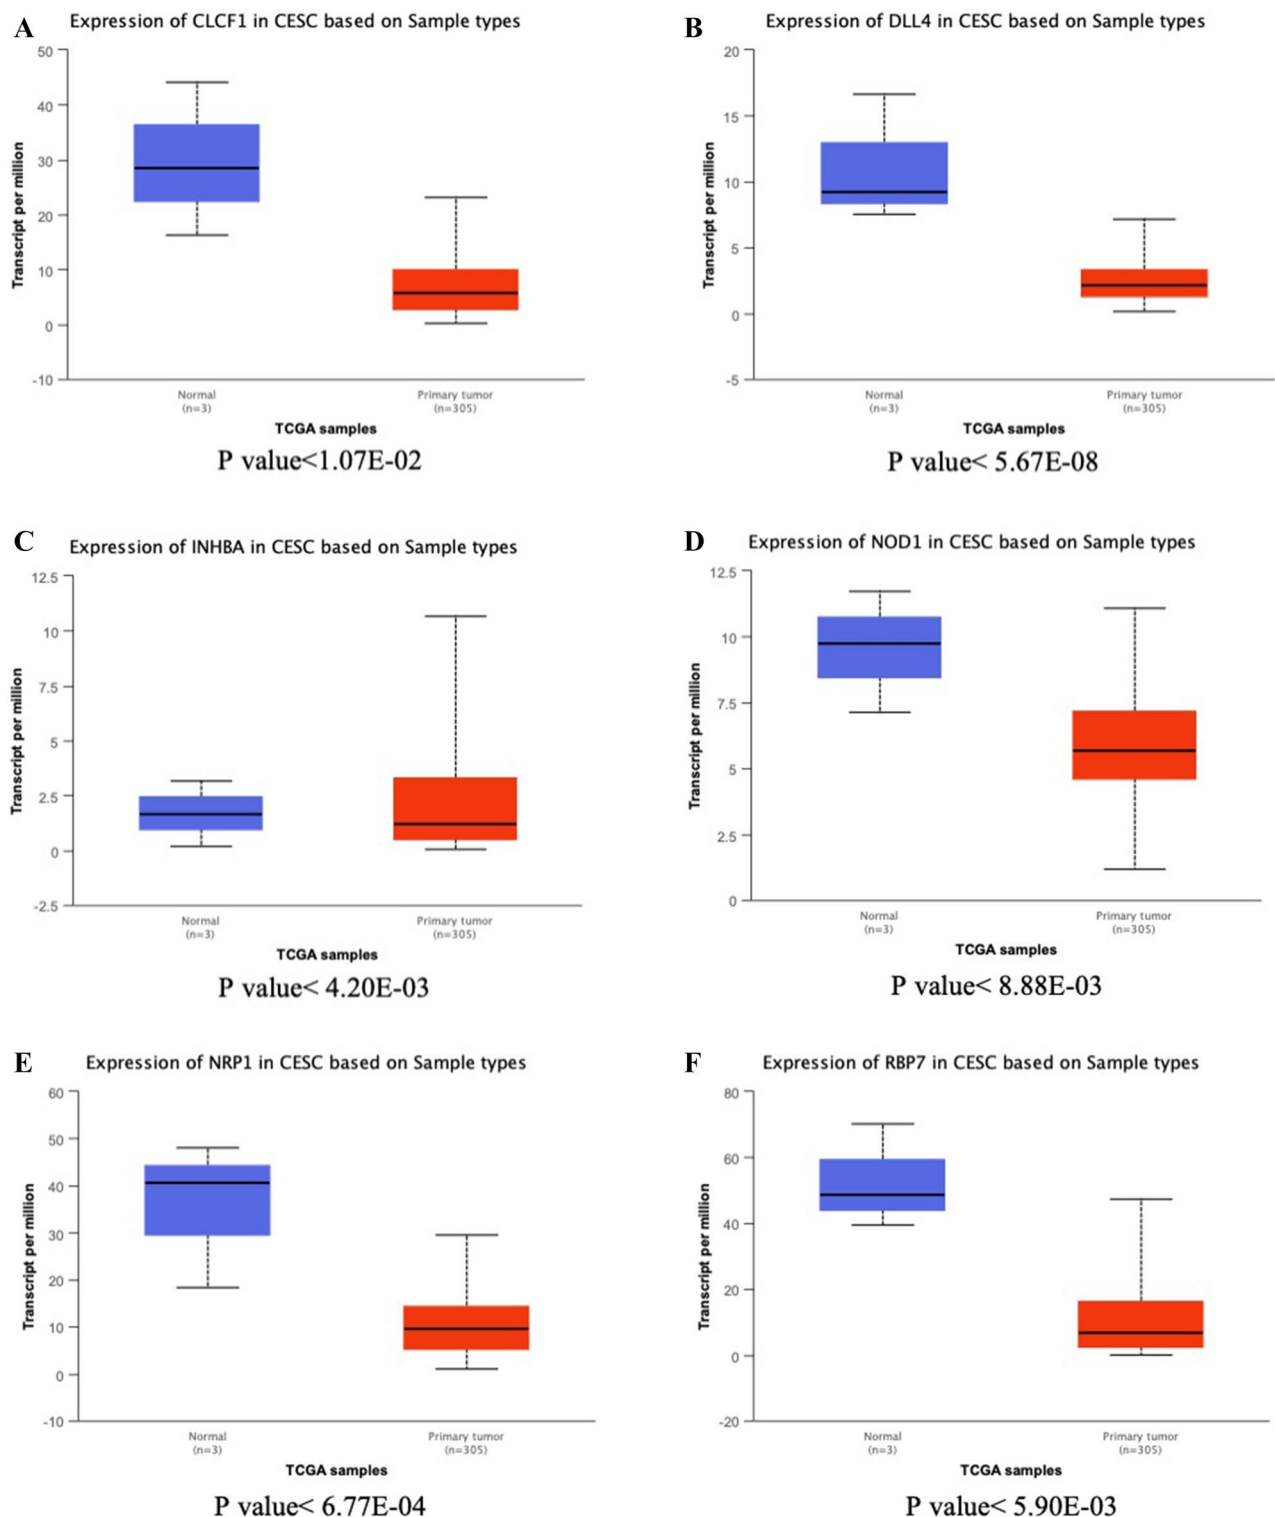 A
Expression of CLCF1 in CESC based on Sample types
50
40
30
20
10
0
-10
Transcript per million
Normal
(n=3)
Primary tumor
(n=305)
TCGA samples
P value<1.07E-02
B
Expression of DLL4 in CESC based on Sample types
20
15
10
5
0
-5
Transcript per million
Normal
(n=3)
Primary tumor
(n=305)
TCGA samples
P value< 5.67E-08
C
Expression of INHBA in CESC based on Sample types
12.5
10
7.5
5
2.5
0
-2.5
Transcript per million
Normal
(n=3)
Primary tumor
(n=305)
TCGA samples
P value< 4.20E-03
D
Expression of NOD1 in CESC based on Sample types
12.5
10
7.5
5
2.5
0
Transcript per million
Normal
(n=3)
Primary tumor
(n=305)
TCGA samples
P value< 8.88E-03
E
Expression of NRP1 in CESC based on Sample types
60
50
40
30
20
10
0
-10
Transcript per million
Normal
(n=3)
Primary tumor
(n=305)
TCGA samples
P value< 6.77E-04
F
Expression of RBP7 in CESC based on Sample types
80
60
40
20
0
-20
Transcript per million
Normal
(n=3)
Primary tumor
(n=305)
TCGA samples
P value< 5.90E-03